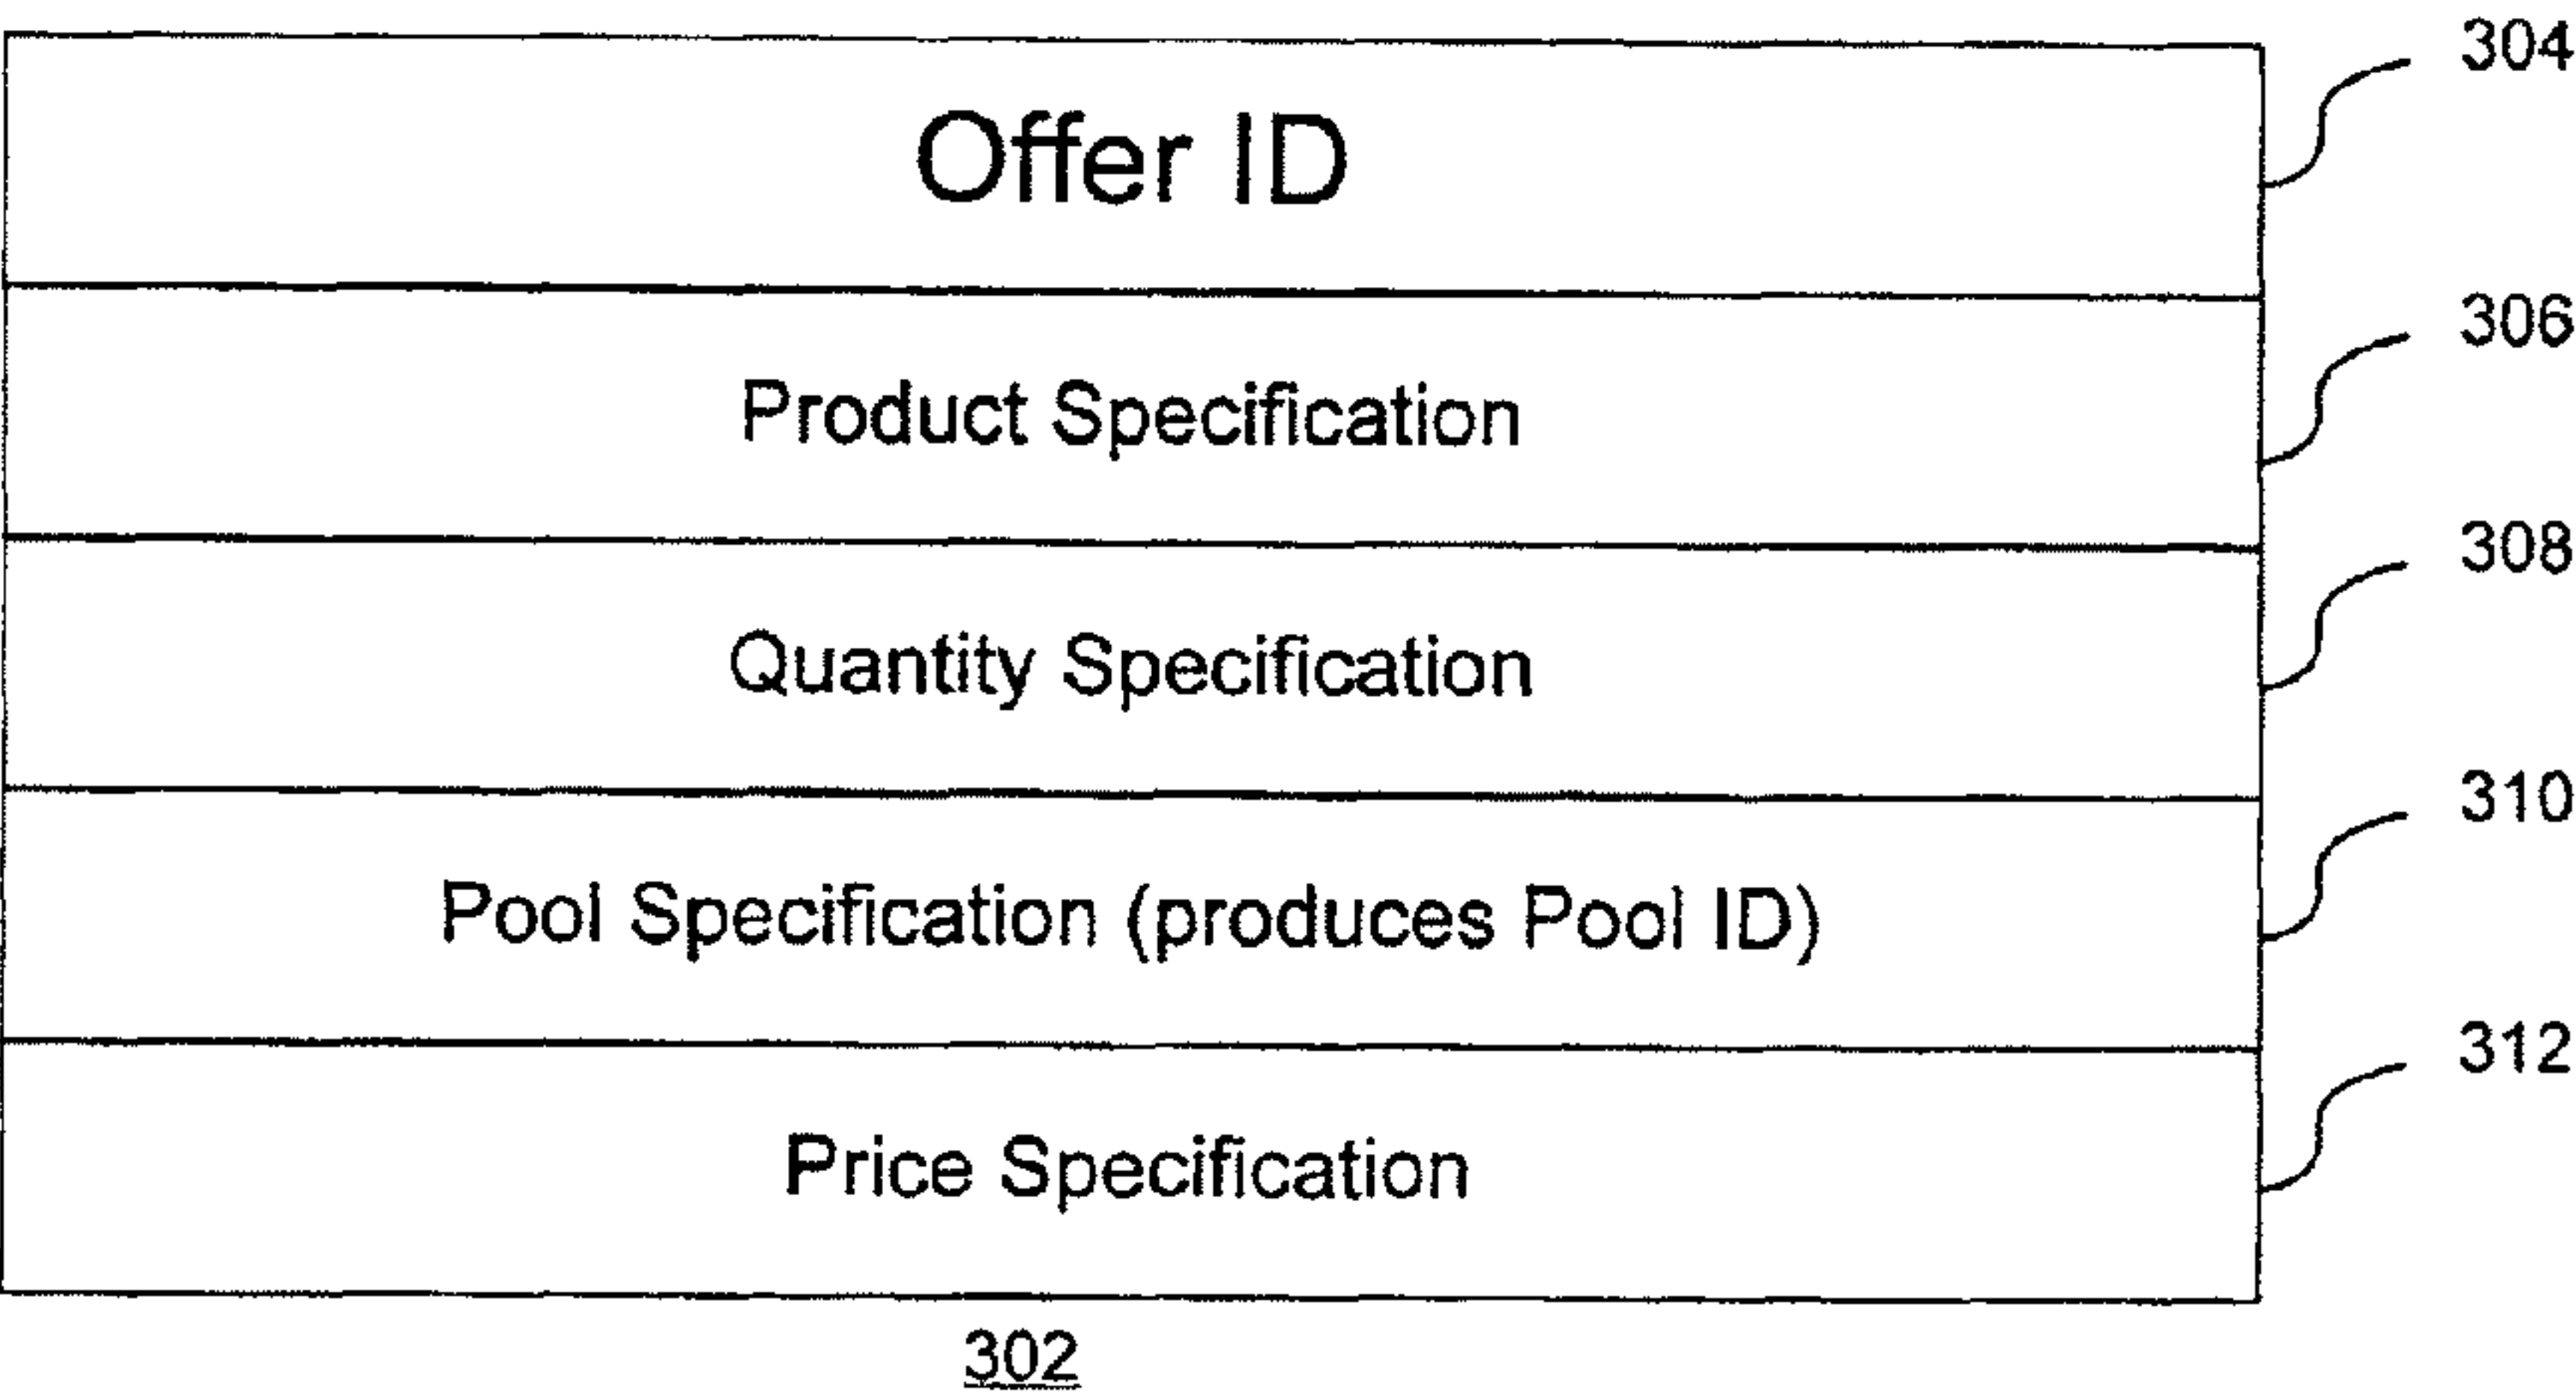 304
Offer ID
306
Product Specification
308
Quantity Specification
310
Pool Specification (produces Pool ID)
312
Price Specification
302